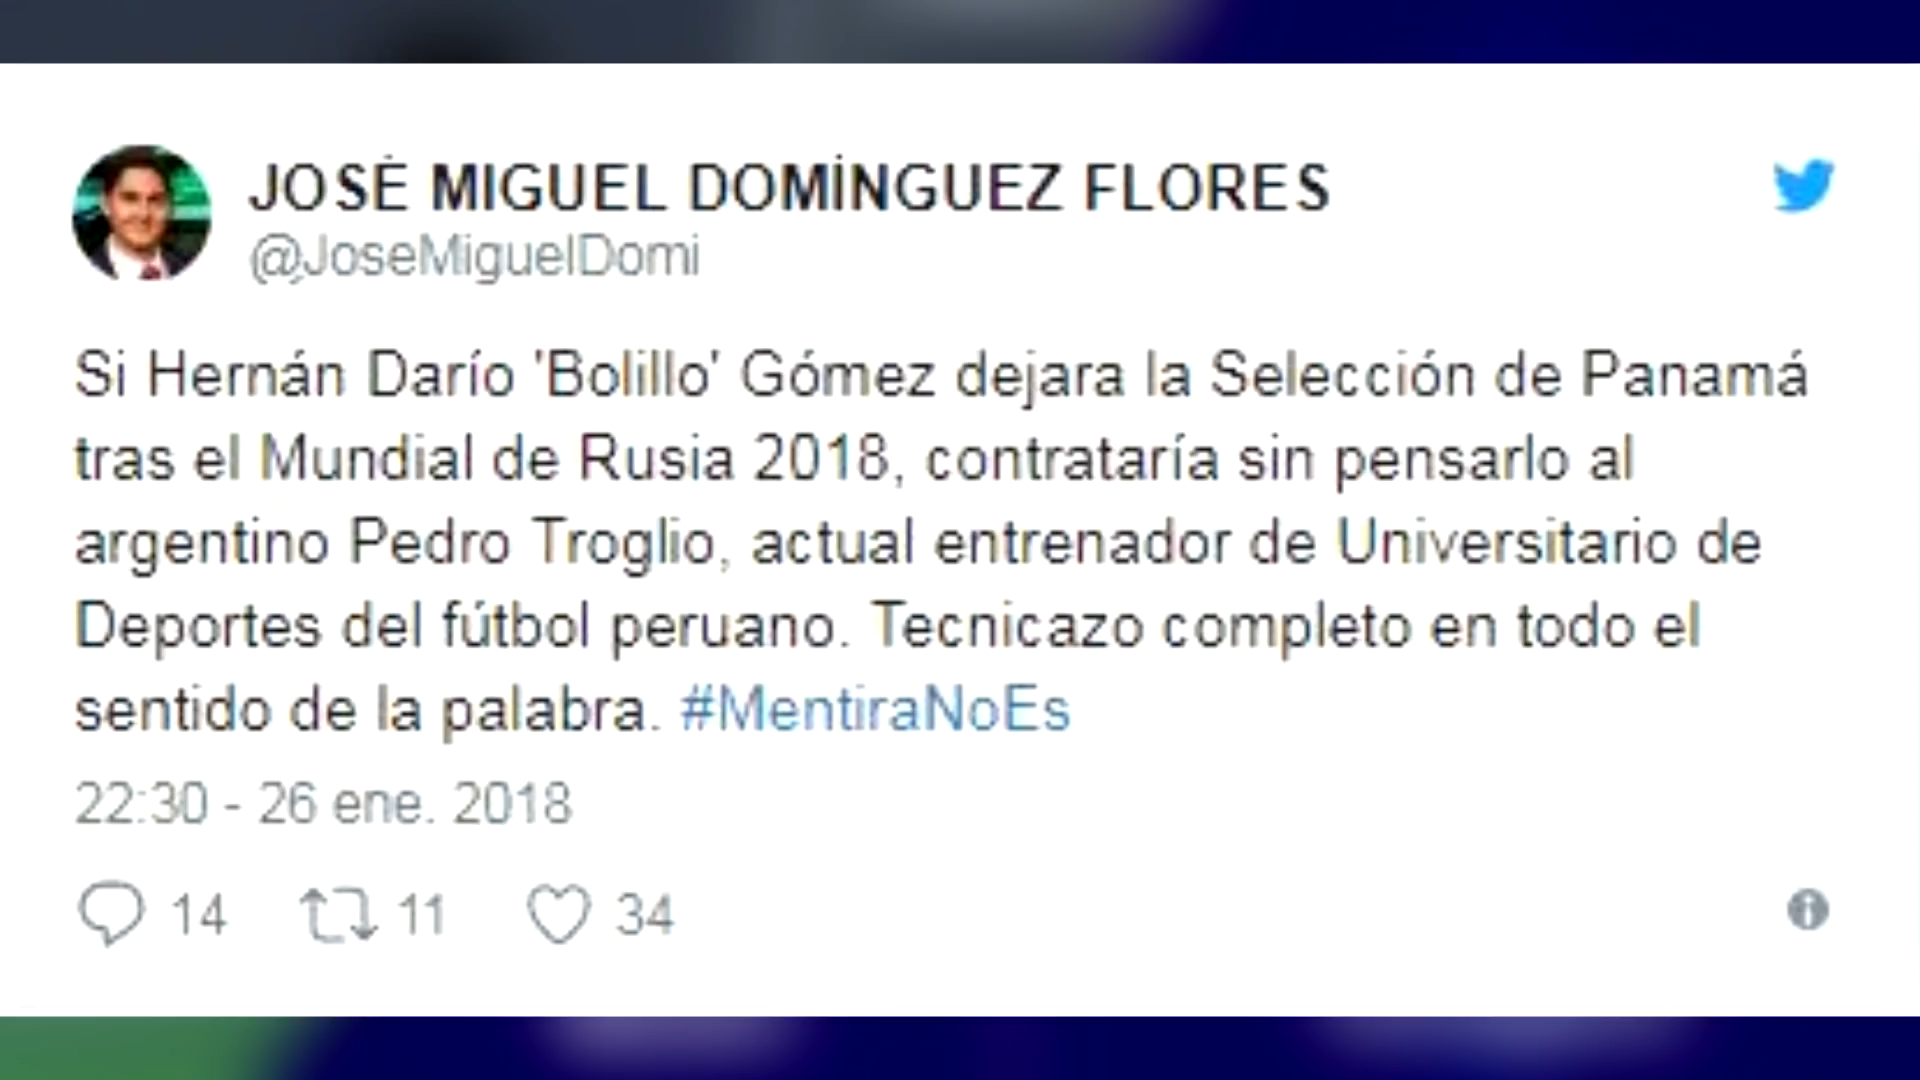 JOSÉ MIGUEL DOMÍNGUEZ FLORES
@JoseMiguelDomi
Si Hernán Darío 'Bolillo' Gómez dejara la Selección de Panamá
tras el Mundial de Rusia 2018, contrataría sin pensarlo al
argentino Pedro Troglio, actual entrenador de Universitario de
Deportes del fútbol peruano. Tecnicazo completo en todo el
sentido de la palabra. #MentiraNoEs
22:30 - 26 ene. 2018
14 11 34